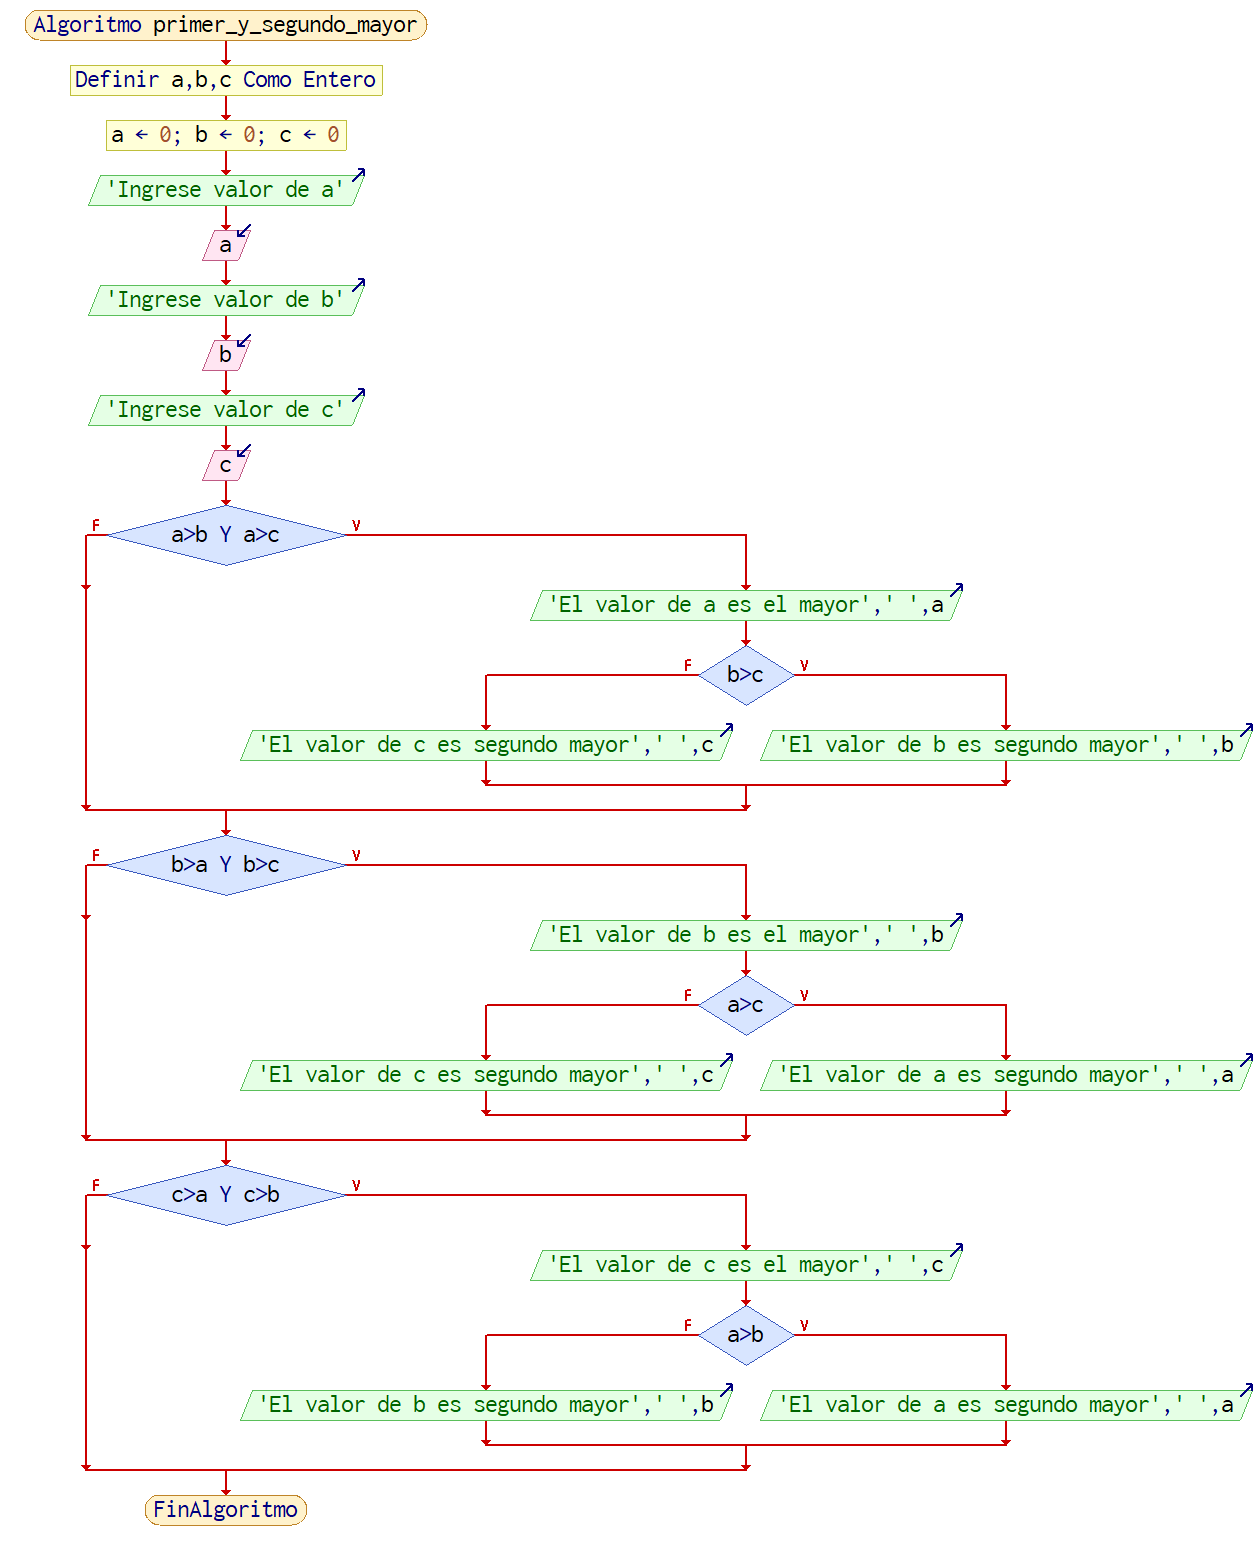 Algoritmo primer_y_segundo_mayor
Definir a,b,c Como Entero
a ← 0; b ← 0; c ← 0
'Ingrese valor de a'
a
'Ingrese valor de b'
b
'Ingrese valor de c'
c
F a>b Y a>c V
'El valor de a es el mayor',' ',a
F b>c V
'El valor de c es segundo mayor',' ',c 'El valor de b es segundo mayor',' ',b
F b>a Y b>c V
'El valor de b es el mayor',' ',b
F a>c V
'El valor de c es segundo mayor',' ',c 'El valor de a es segundo mayor',' ',a
F c>a Y c>b V
'El valor de c es el mayor',' ',c
F a>b V
'El valor de b es segundo mayor',' ',b 'El valor de a es segundo mayor',' ',a
FinAlgoritmo